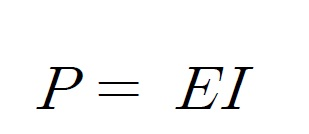 P = EI